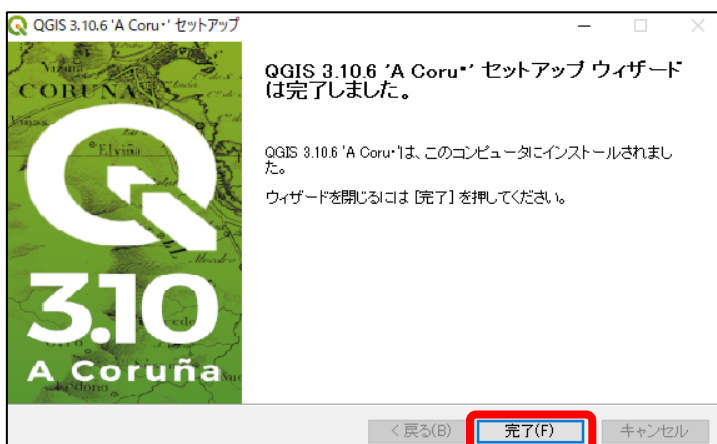 QGIS 3.10.6 'A Coru･' セットアップ
CORUNA
Elviña
3.10
A Coruña
QGIS 3.10.6 'A Coru･' セットアップ ウィザード
は完了しました。
QGIS 3.10.6 'A Coru･'は、このコンピュータにインストールされまし
た。
ウィザードを閉じるには [完了] を押してください。
< 戻る(B)
完了(F)
キャンセル